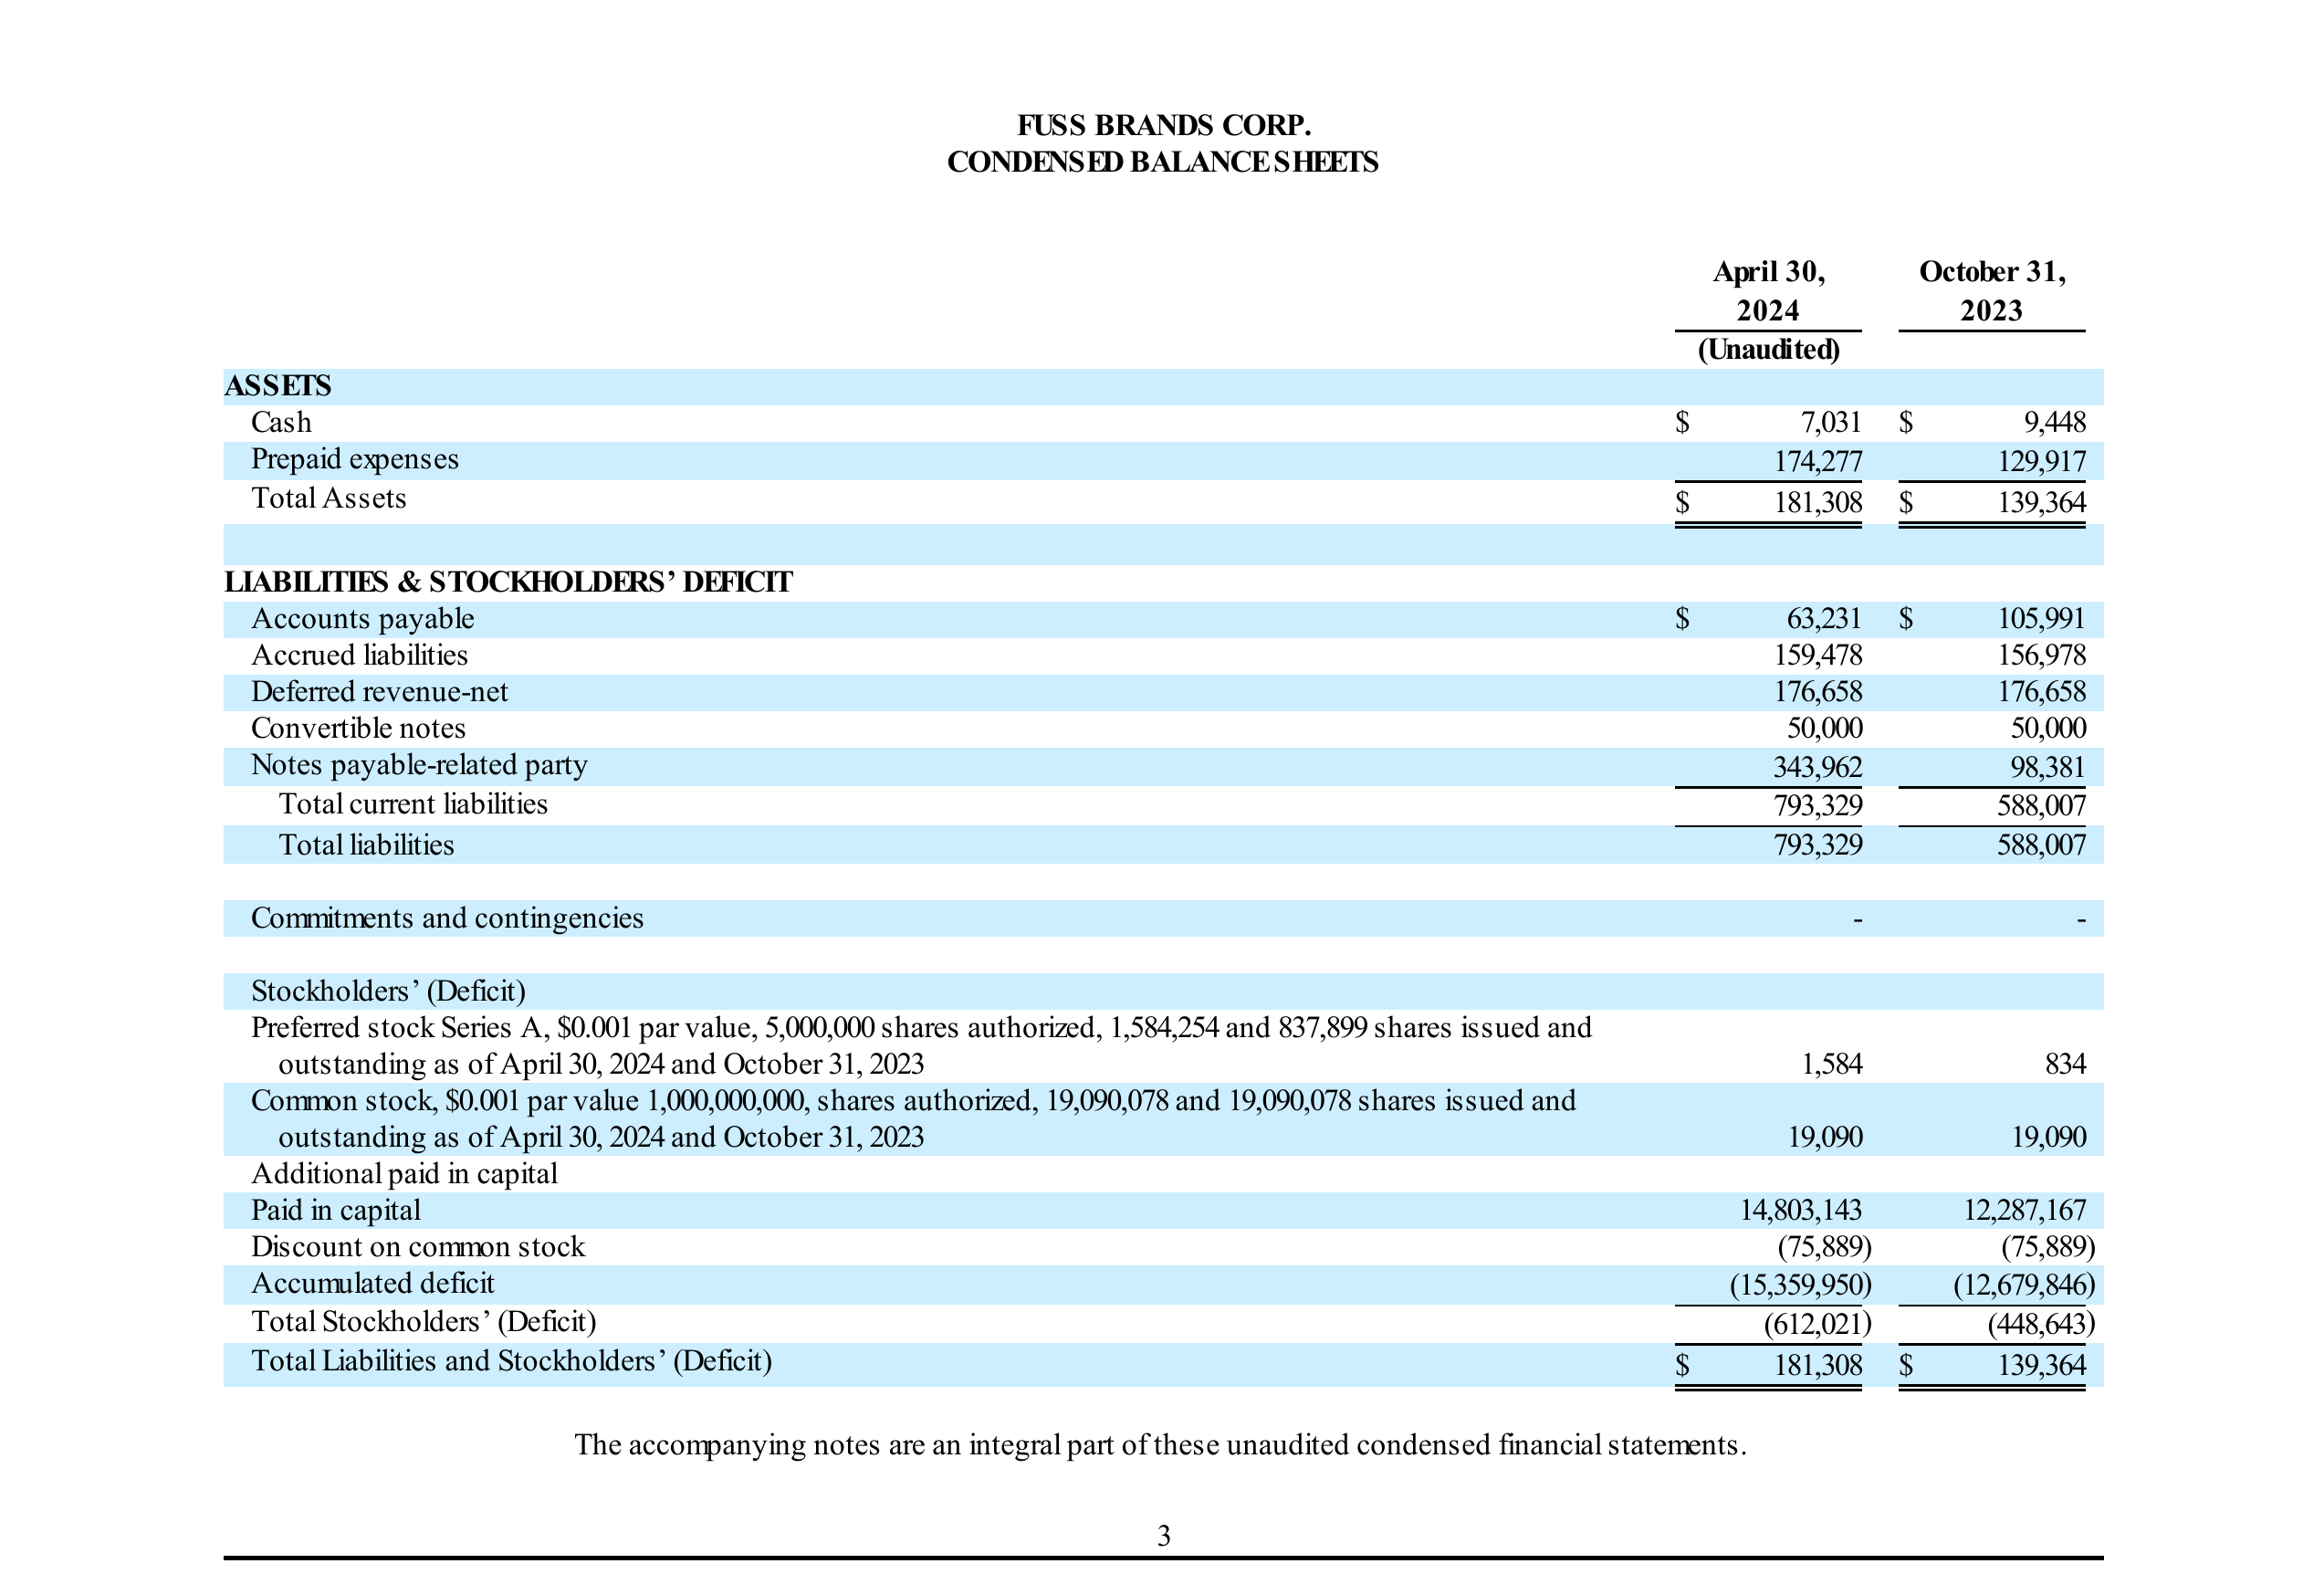 FUSS BRANDS CORP.
CONDENSED BALANCE SHEETS
April 30, October 31,
2024 2023
(Unaudited)
ASSETS
Cash $ 7,031 $ 9,448
Prepaid expenses 174,277 129,917
Total Assets $ 181,308 $ 139,364
LIABILITIES & STOCKHOLDERS’ DEFICIT
Accounts payable $ 63,231 $ 105,991
Accrued liabilities 159,478 156,978
Deferred revenue-net 176,658 176,658
Convertible notes 50,000 50,000
Notes payable-related party 343,962 98,381
Total current liabilities 793,329 588,007
Total liabilities 793,329 588,007
Commitments and contingencies - -
Stockholders’ (Deficit)
Preferred stock Series A, $0.001 par value, 5,000,000 shares authorized, 1,584,254 and 837,899 shares issued and
outstanding as of April 30, 2024 and October 31, 2023 1,584 834
Common stock, $0.001 par value 1,000,000,000, shares authorized, 19,090,078 and 19,090,078 shares issued and
outstanding as of April 30, 2024 and October 31, 2023 19,090 19,090
Additional paid in capital
Paid in capital 14,803,143 12,287,167
Discount on common stock (75,889) (75,889)
Accumulated deficit (15,359,950) (12,679,846)
Total Stockholders’ (Deficit) (612,021) (448,643)
Total Liabilities and Stockholders’ (Deficit) $ 181,308 $ 139,364
The accompanying notes are an integral part of these unaudited condensed financial statements.
3